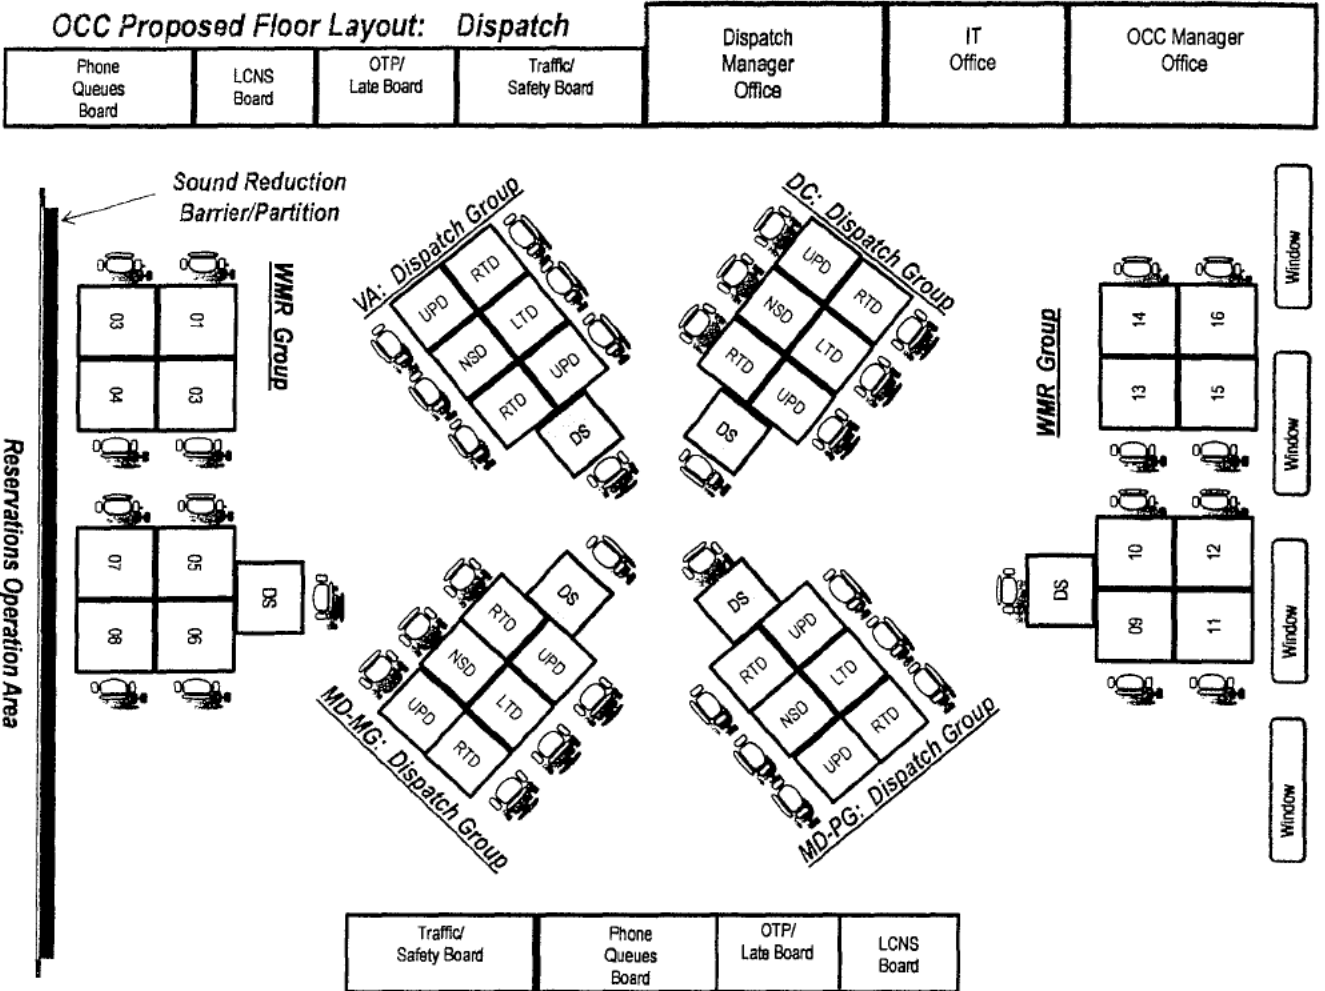 OCC Proposed Floor Layout: Dispatch
Phone
Queues
Board
LCNS
Board
OTP/
Late Board
Traffic/
Safety Board
Dispatch
Manager
Office
IT
Office
OCC Manager
Office
Sound Reduction
Barrier/Partition
Reservations Operation Area
WMR Group
03
01
04
03
07
05
08
06
DS
VA: Dispatch Group
RTD
UPD
LTD
NSD
UPD
RTD
DS
DC: Dispatch Group
UPD
RTD
NSD
LTD
RTD
UPD
DS
MD-MG: Dispatch Group
DS
RTD
UPD
NSD
LTD
UPD
RTD
MD-PG: Dispatch Group
DS
UPD
RTD
LTD
NSD
RTD
UPD
WMR Group
14
16
13
15
10
12
09
11
DS
Window
Window
Window
Window
Traffic/
Safety Board
Phone
Queues
Board
OTP/
Late Board
LCNS
Board